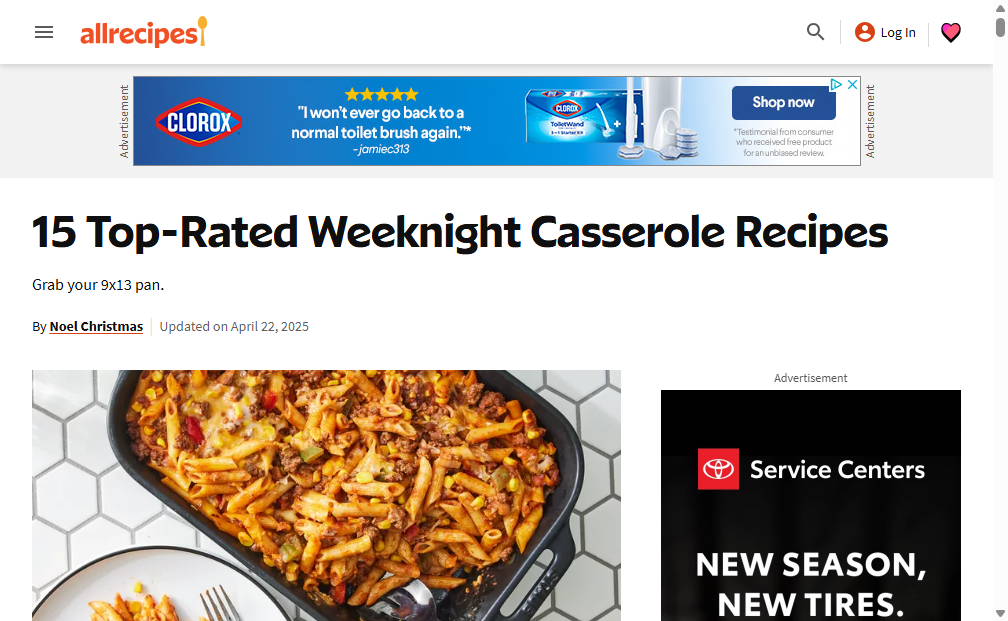 allrecipes
Log In
Advertisement
CLOROX
"I won't ever go back to a
normal toilet brush again."*
- jamiec313
CLOROX
ToiletWand
Shop now
*Testimonial from consumer
who received free product
for an unbiased review.
Advertisement
15 Top-Rated Weeknight Casserole Recipes
Grab your 9x13 pan.
By Noel Christmas
Updated on April 22, 2025
Advertisement
Service Centers
NEW SEASON,
NEW TIRES.